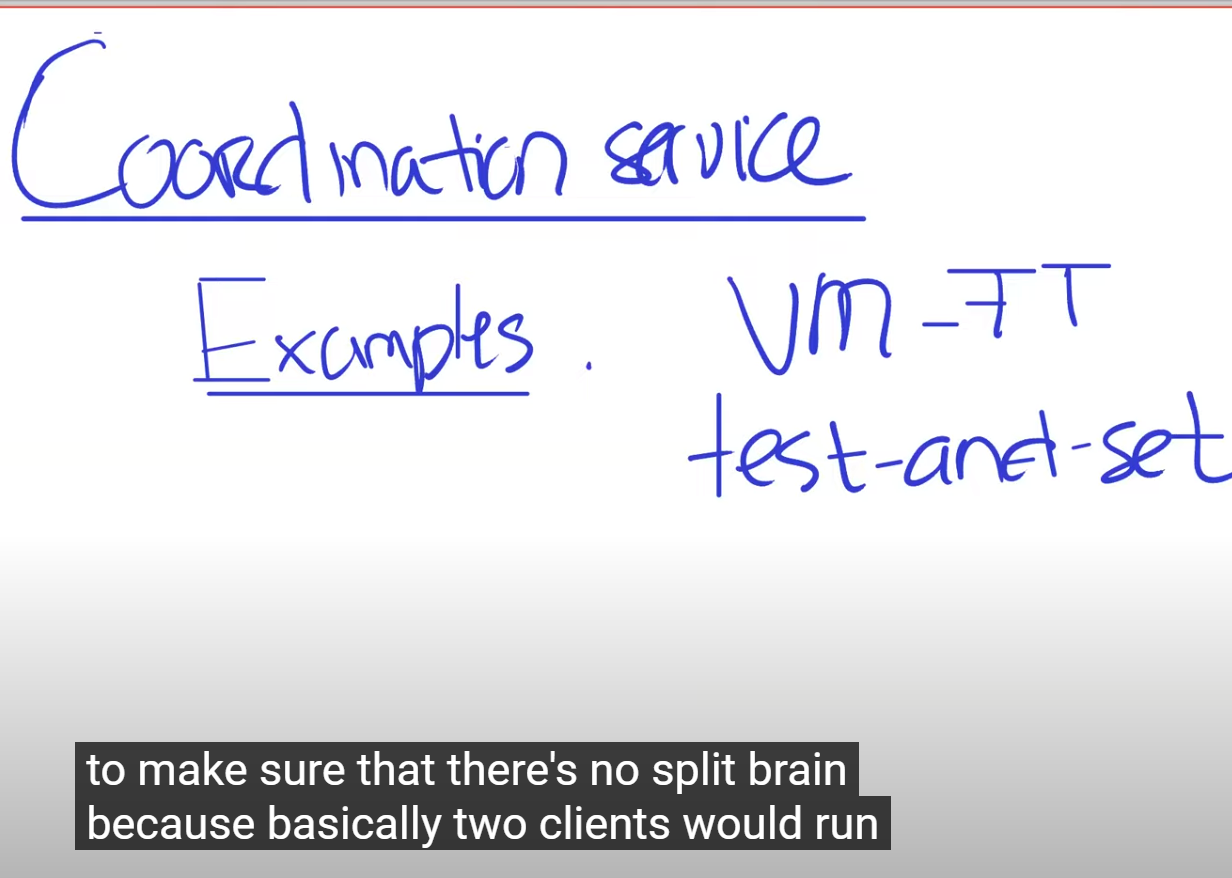 Coordination service
Examples. VM-FT
test-and-set
to make sure that there's no split brain
because basically two clients would run